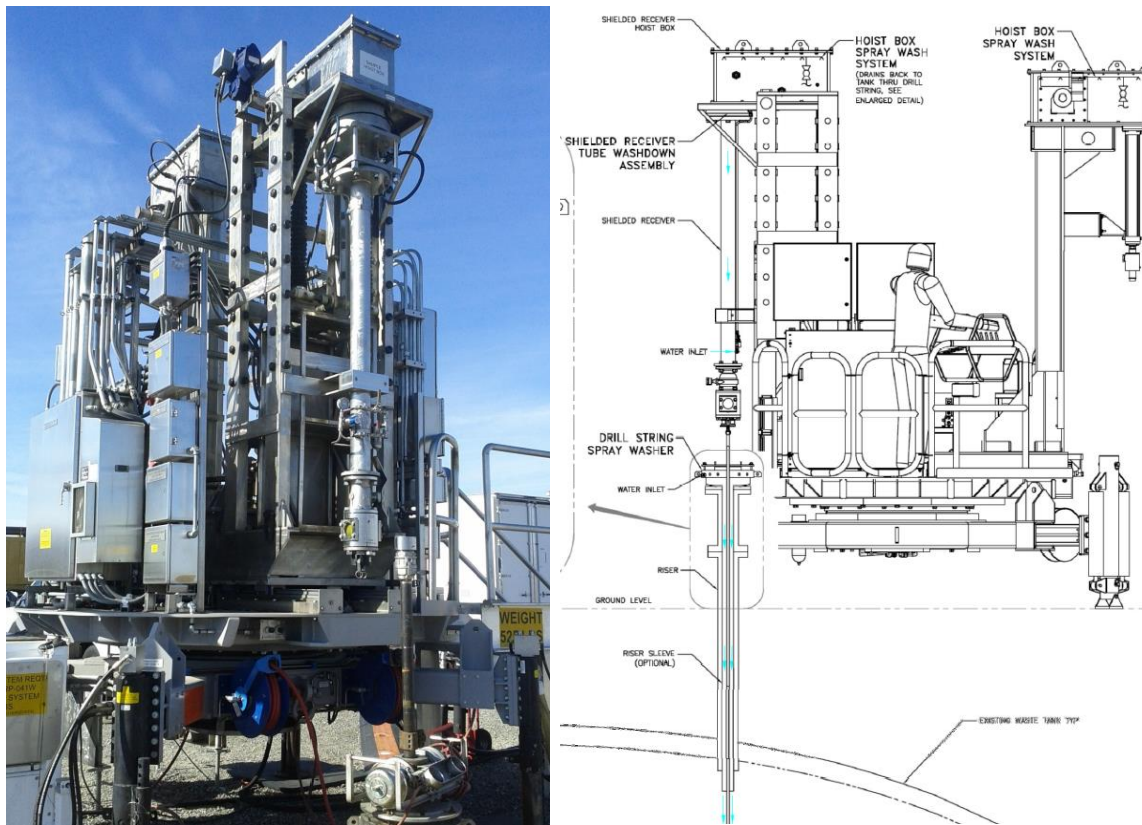 WEIGHT
SHIELDED RECEIVER
HOIST BOX
HOIST BOX
SPRAY WASH
SYSTEM
(DRAINS BACK TO
TANK THRU DRILL
STRING, SEE
ENLARGED DETAIL)
HOIST BOX
SPRAY WASH
SYSTEM
SHIELDED RECEIVER
TUBE WASHDOWN
ASSEMBLY
SHIELDED RECEIVER
WATER INLET
DRILL STRING
SPRAY WASHER
WATER INLET
RISER
GROUND LEVEL
RISER SLEEVE
(OPTIONAL)
EXISTING WASTE TANK TYP